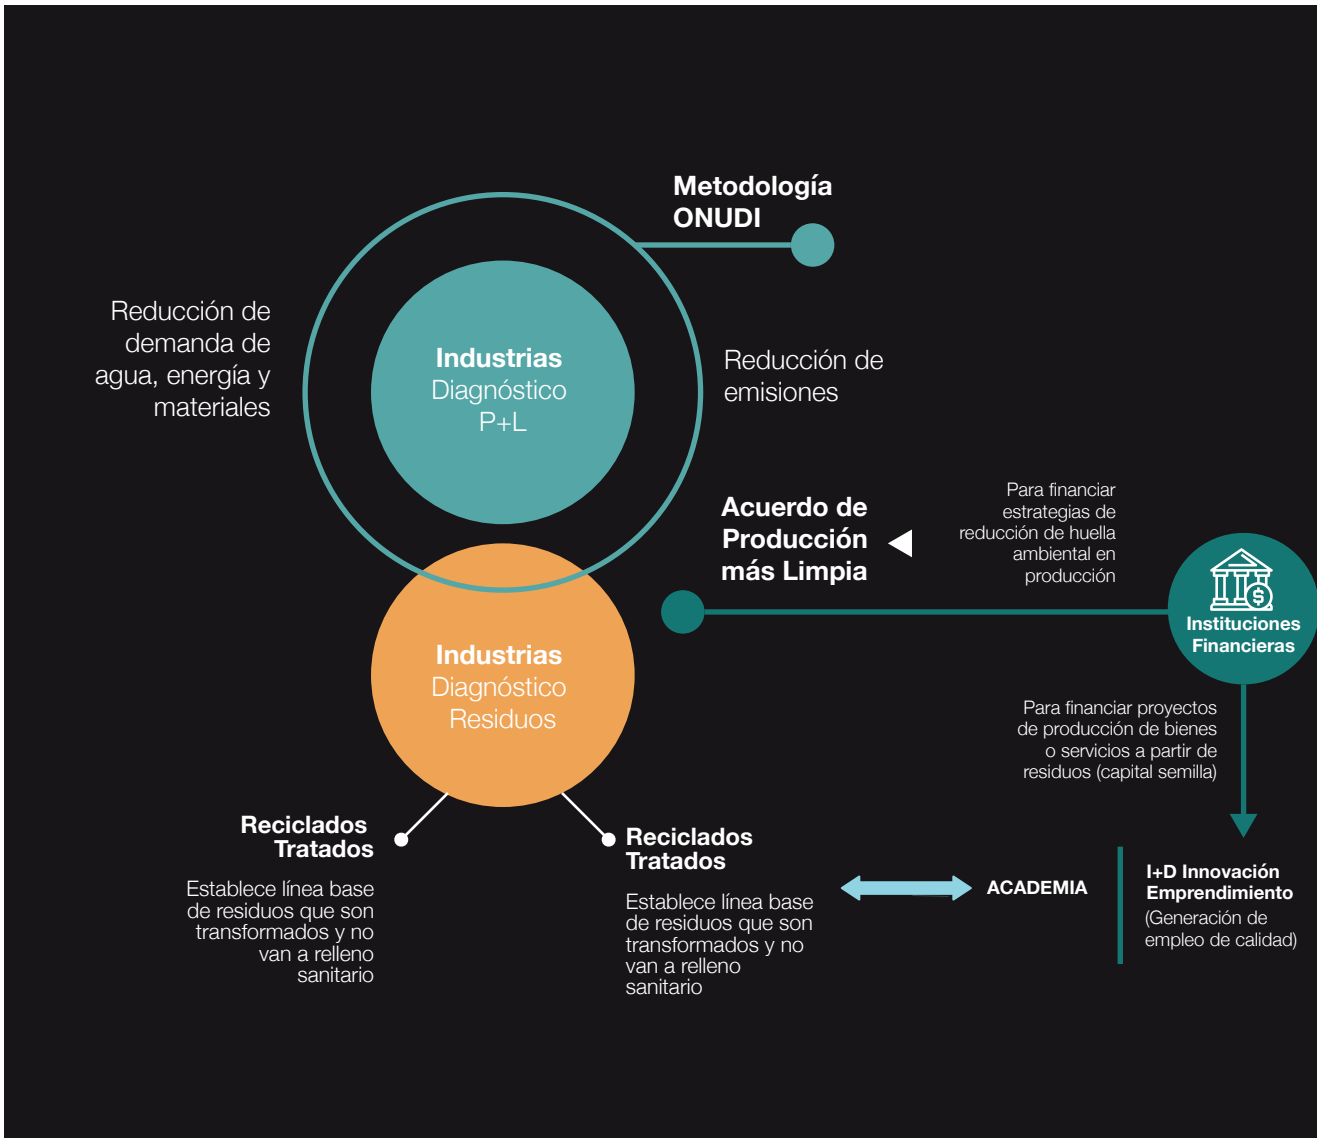 Metodología
ONUDI
Reducción de
demanda de
agua, energía y
materiales
Industrias
Diagnóstico
P+L
Reducción de
emisiones
Acuerdo de
Producción
más Limpia
Para financiar
estrategias de
reducción de huella
ambiental en
producción
$
Instituciones
Financieras
Industrias
Diagnóstico
Residuos
Para financiar proyectos
de producción de bienes
o servicios a partir de
residuos (capital semilla)
Reciclados
Tratados
Establece línea base
de residuos que son
transformados y no
van a relleno
sanitario
Reciclados
Tratados
Establece línea base
de residuos que son
transformados y no
van a relleno
sanitario
ACADEMIA
I+D Innovación
Emprendimiento
(Generación de
empleo de calidad)